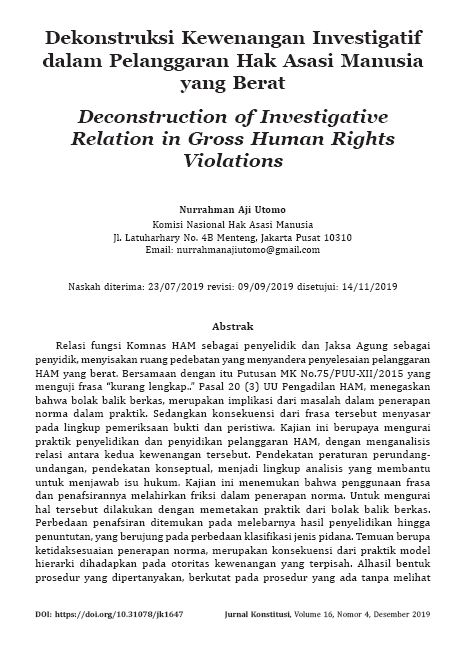 Dekonstruksi Kewenangan Investigatif
dalam Pelanggaran Hak Asasi Manusia
yang Berat
Deconstruction of Investigative
Relation in Gross Human Rights
Violations
Nurrahman Aji Utomo
Komisi Nasional Hak Asasi Manusia
Jl. Latuharhary No. 4B Menteng, Jakarta Pusat 10310
Email: nurrahmanajiutomo@gmail.com
Naskah diterima: 23/07/2019 revisi: 09/09/2019 disetujui: 14/11/2019
Abstrak
Relasi fungsi Komnas HAM sebagai penyelidik dan Jaksa Agung sebagai
penyidik, menyisakan ruang pedebatan yang menyandera penyelesaian pelanggaran
HAM yang berat. Bersamaan dengan itu Putusan MK No.75/PUU-XII/2015 yang
menguji frasa “kurang lengkap..” Pasal 20 (3) UU Pengadilan HAM, menegaskan
bahwa bolak balik berkas, merupakan implikasi dari masalah dalam penerapan
norma dalam praktik. Sedangkan konsekuensi dari frasa tersebut menyasar
pada lingkup pemeriksaan bukti dan peristiwa. Kajian ini berupaya mengurai
praktik penyelidikan dan penyidikan pelanggaran HAM, dengan menganalisis
relasi antara kedua kewenangan tersebut. Pendekatan peraturan perundang-
undangan, pendekatan konseptual, menjadi lingkup analisis yang membantu
untuk menjawab isu hukum. Kajian ini menemukan bahwa penggunaan frasa
dan penafsirannya melahirkan friksi dalam penerapan norma. Untuk mengurai
hal tersebut dilakukan dengan memetakan praktik dari bolak balik berkas.
Perbedaan penafsiran ditemukan pada melebarnya hasil penyelidikan hingga
penuntutan, yang berujung pada perbedaan klasifikasi jenis pidana. Temuan berupa
ketidaksesuaian penerapan norma, merupakan konsekuensi dari praktik model
hierarki dihadapkan pada otoritas kewenangan yang terpisah. Alhasil bentuk
prosedur yang dipertanyakan, berkutat pada prosedur yang ada tanpa melihat
DOI: https://doi.org/10.31078/jk1647 Jurnal Konstitusi, Volume 16, Nomor 4, Desember 2019